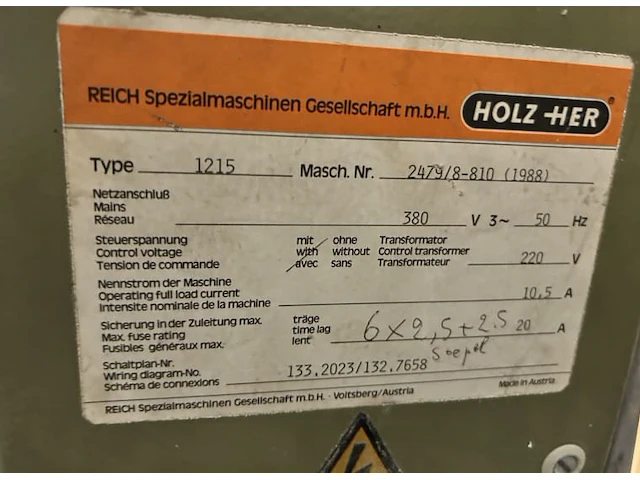 REICH Spezialmaschinen Gesellschaft m.b.H. HOLZ-HER®
Type 1215 Masch. Nr. 2479/8-810 (1988)
Netzanschluß
Mains
Réseau 380 V 3~ 50 Hz
Steuerspannung mit ohne Transformator
Control voltage with without Control transformer 220 V
Tension de commande avec sans Transformateur
Nennstrom der Maschine
Operating full load current 10,5 A
Intensité nominale de la machine
Sicherung in der Zuleitung max. träge
Max. fuse rating time lag 6x2,5+2.5 20 A
Fusibles généraux max. lent
Schaltplan-Nr.
Wiring diagram-No. 133.2023/132.7658
Schéma de connexions
REICH Spezialmaschinen Gesellschaft m.b.H. · Voitsberg/Austria Made in Austria